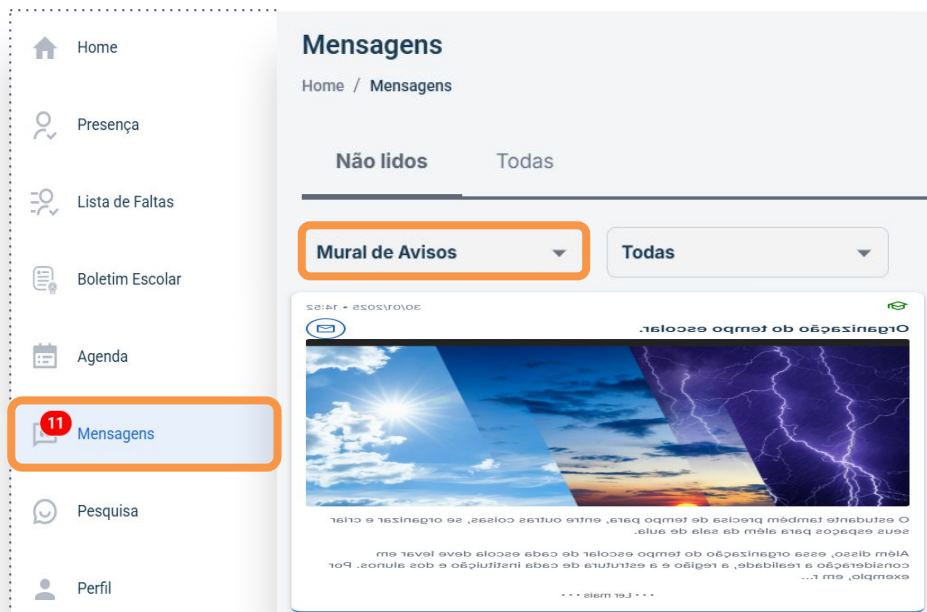 Home
Presença
Lista de Faltas
Boletim Escolar
Agenda
11
Mensagens
Pesquisa
Perfil
Mensagens
Home / Mensagens
Não lidos Todas
Mural de Avisos Todas
30/01/2025 • 14:52
Organização do tempo escolar.
O estudante também precisa de tempo para, entre outras coisas, se organizar e criar
seus espaços para além da sala de aula.
Além disso, essa organização do tempo escolar de cada escola deve levar em
consideração a realidade, a região e a estrutura de cada instituição e dos alunos. Por
exemplo, em r...
• • • Ler mais • • •